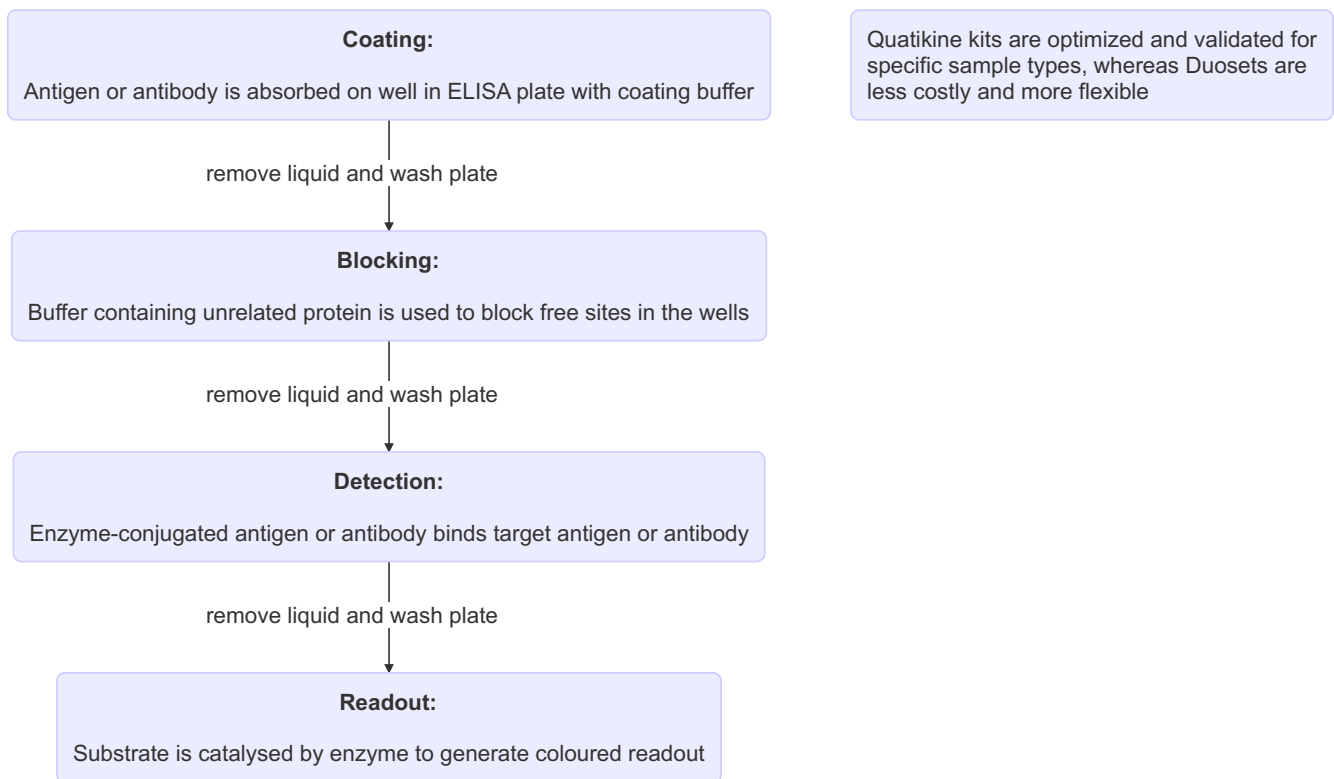 Coating:
Antigen or antibody is absorbed on well in ELISA plate with coating buffer
Quatikine kits are optimized and validated for
specific sample types, whereas Duosets are
less costly and more flexible
remove liquid and wash plate
Blocking:
Buffer containing unrelated protein is used to block free sites in the wells
remove liquid and wash plate
Detection:
Enzyme-conjugated antigen or antibody binds target antigen or antibody
remove liquid and wash plate
Readout:
Substrate is catalysed by enzyme to generate coloured readout